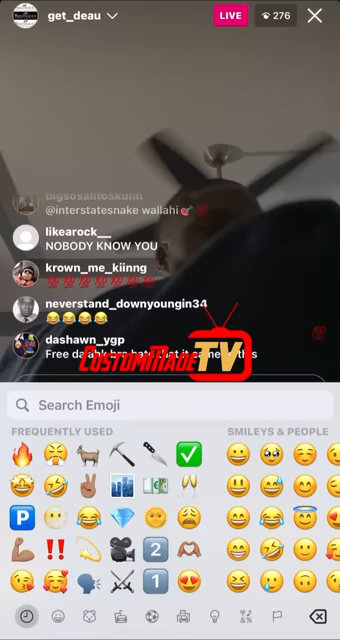 get_deau
LIVE
276
bigsosalitoskunn
@interstatesnake wallahi
likearock__
NOBODY KNOW YOU
krown_me_kiinng
neverstand_downyoungin34
dashawn_ygp
CUSTOMMADE TV
Search Emoji
FREQUENTLY USED
SMILEYS & PEOPLE